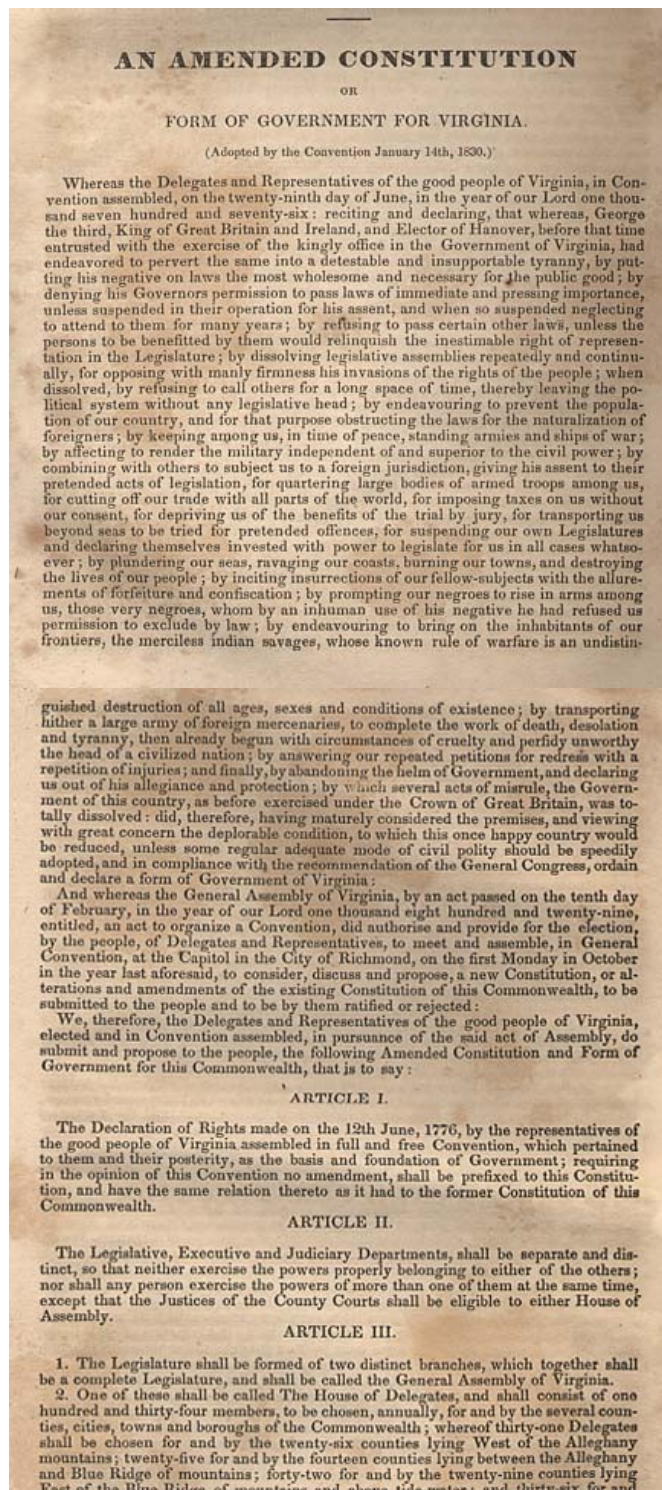 AN AMENDED CONSTITUTION
OR
FORM OF GOVERNMENT FOR VIRGINIA.
(Adopted by the Convention January 14th, 1830.)
Whereas the Delegates and Representatives of the good people of Virginia, in Con-
vention assembled, on the twenty-ninth day of June, in the year of our Lord one thou-
sand seven hundred and seventy-six: reciting and declaring, that whereas, George
the third, King of Great Britain and Ireland, and Elector of Hanover, before that time
entrusted with the exercise of the kingly office in the Government of Virginia, had
endeavored to pervert the same into a detestable and insupportable tyranny, by put-
ting his negative on laws the most wholesome and necessary for the public good; by
denying his Governors permission to pass laws of immediate and pressing importance,
unless suspended in their operation for his assent, and when so suspended neglecting
to attend to them for many years; by refusing to pass certain other laws, unless the
persons to be benefitted by them would relinquish the inestimable right of represen-
tation in the Legislature; by dissolving legislative assemblies repeatedly and continu-
ally, for opposing with manly firmness his invasions of the rights of the people; when
dissolved, by refusing to call others for a long space of time, thereby leaving the po-
litical system without any legislative head; by endeavouring to prevent the popula-
tion of our country, and for that purpose obstructing the laws for the naturalization of
foreigners; by keeping among us, in time of peace, standing armies and ships of war;
by affecting to render the military independent of and superior to the civil power; by
combining with others to subject us to a foreign jurisdiction, giving his assent to their
pretended acts of legislation, for quartering large bodies of armed troops among us,
for cutting off our trade with all parts of the world, for imposing taxes on us without
our consent, for depriving us of the benefits of the trial by jury, for transporting us
beyond seas to be tried for pretended offences, for suspending our own Legislatures
and declaring themselves invested with power to legislate for us in all cases whatso-
ever; by plundering our seas, ravaging our coasts, burning our towns, and destroying
the lives of our people; by inciting insurrections of our fellow-subjects with the allure-
ments of forfeiture and confiscation; by prompting our negroes to rise in arms among
us, those very negroes, whom by an inhuman use of his negative he had refused us
permission to exclude by law; by endeavouring to bring on the inhabitants of our
frontiers, the merciless indian savages, whose known rule of warfare is an undistin-
guished destruction of all ages, sexes and conditions of existence; by transporting
hither a large army of foreign mercenaries, to complete the work of death, desolation
and tyranny, then already begun with circumstances of cruelty and perfidy unworthy
the head of a civilized nation; by answering our repeated petitions for redress with a
repetition of injuries; and finally, by abandoning the helm of Government, and declaring
us out of his allegiance and protection; by which several acts of misrule, the Govern-
ment of this country, as before exercised under the Crown of Great Britain, was to-
tally dissolved: did, therefore, having maturely considered the premises, and viewing
with great concern the deplorable condition, to which this once happy country would
be reduced, unless some regular adequate mode of civil polity should be speedily
adopted, and in compliance with the recommendation of the General Congress, ordain
and declare a form of Government of Virginia:
And whereas the General Assembly of Virginia, by an act passed on the tenth day
of February, in the year of our Lord one thousand eight hundred and twenty-nine,
entitled, an act to organize a Convention, did authorise and provide for the election,
by the people, of Delegates and Representatives, to meet and assemble, in General
Convention, at the Capitol in the City of Richmond, on the first Monday in October
in the year last aforesaid, to consider, discuss and propose, a new Constitution, or al-
terations and amendments of the existing Constitution of this Commonwealth, to be
submitted to the people and to be by them ratified or rejected:
We, therefore, the Delegates and Representatives of the good people of Virginia,
elected and in Convention assembled, in pursuance of the said act of Assembly, do
submit and propose to the people, the following Amended Constitution and Form of
Government for this Commonwealth, that is to say:
ARTICLE I.
The Declaration of Rights made on the 12th June, 1776, by the representatives of
the good people of Virginia assembled in full and free Convention, which pertained
to them and their posterity, as the basis and foundation of Government; requiring
in the opinion of this Convention no amendment, shall be prefixed to this Constitu-
tion, and have the same relation thereto as it had to the former Constitution of this
Commonwealth.
ARTICLE II.
The Legislative, Executive and Judiciary Departments, shall be separate and dis-
tinct, so that neither exercise the powers properly belonging to either of the others;
nor shall any person exercise the powers of more than one of them at the same time,
except that the Justices of the County Courts shall be eligible to either House of
Assembly.
ARTICLE III.
1. The Legislature shall be formed of two distinct branches, which together shall
be a complete Legislature, and shall be called the General Assembly of Virginia.
2. One of these shall be called The House of Delegates, and shall consist of one
hundred and thirty-four members, to be chosen, annually, for and by the several coun-
ties, cities, towns and boroughs of the Commonwealth; whereof thirty-one Delegates
shall be chosen for and by the twenty-six counties lying West of the Alleghany
mountains; twenty-five for and by the fourteen counties lying between the Alleghany
and Blue Ridge of mountains; forty-two for and by the twenty-nine counties lying
East of the Blue Ridge of mountains and above tide water; and thirty-six for and